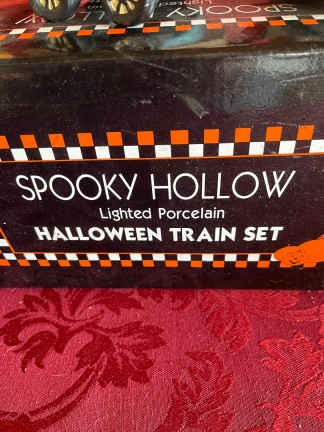 SPOOKY HOLLOW
Lighted Porcelain
HALLOWEEN TRAIN SET